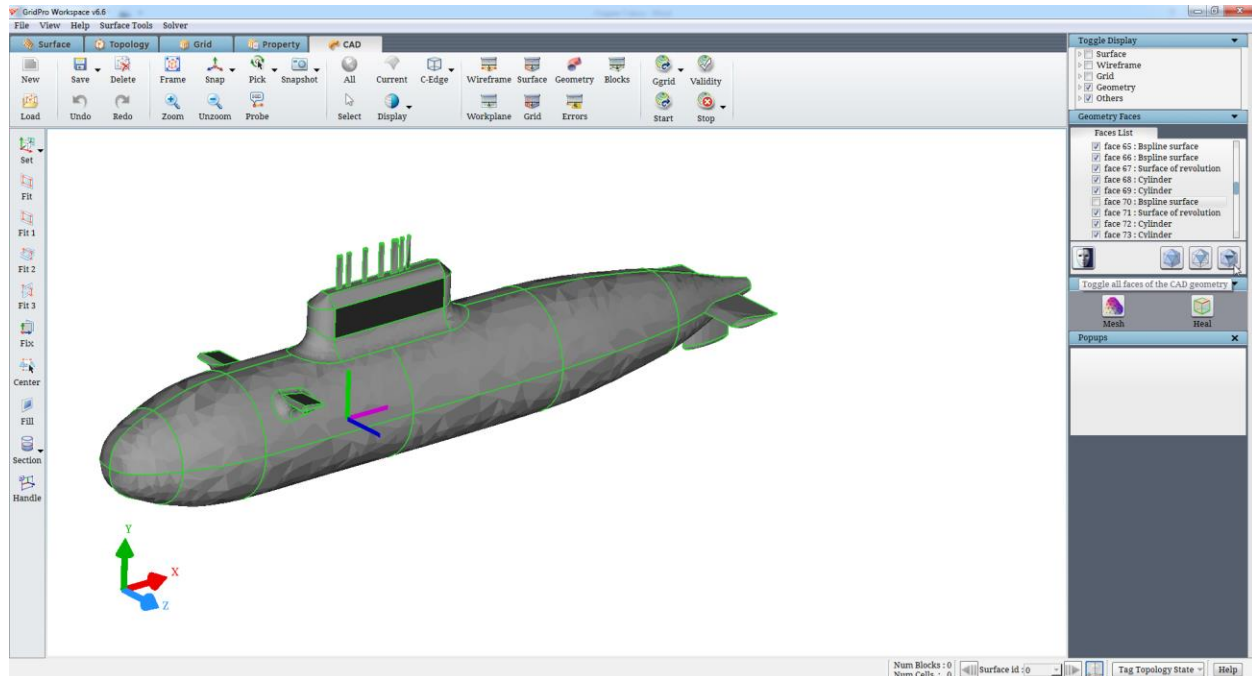 GridPro Workspace v6.6
File View Help Surface Tools Solver
Surface Topology Grid Property CAD
New Save Delete Frame Snap Pick Snapshot All Current C-Edge Wireframe Surface Geometry Blocks Ggrid Validity
Load Undo Redo Zoom Unzoom Probe Select Display Workplane Grid Errors Start Stop
Set
Fit
Fit 1
Fit 2
Fit 3
Fix
Center
Fill
Section
Handle
Y
X
Z
Toggle Display
Surface
Wireframe
Grid
Geometry
Others
Geometry Faces
Faces List
face 65 : Bspline surface
face 66 : Bspline surface
face 67 : Surface of revolution
face 68 : Cylinder
face 69 : Cylinder
face 70 : Bspline surface
face 71 : Surface of revolution
face 72 : Cylinder
face 73 : Cylinder
Toggle all faces of the CAD geometry
Mesh Heal
Popups X
Num Blocks : 0 Surface id : 0 Tag Topology State Help
Num Cells : 0